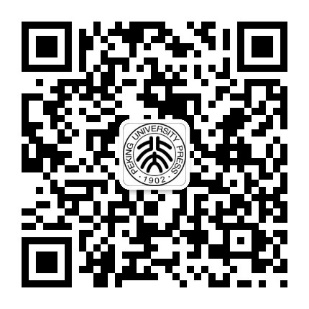 PEKING UNIVERSITY PRESS
· 1902 ·